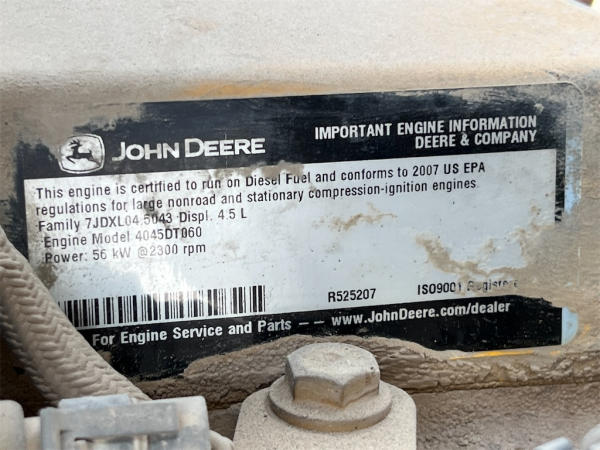 JOHN DEERE
IMPORTANT ENGINE INFORMATION
DEERE & COMPANY
This engine is certified to run on Diesel Fuel and conforms to 2007 US EPA
regulations for large nonroad and stationary compression-ignition engines.
Family 7JDXL04.5043 Displ. 4.5 L
Engine Model 4045DT060
Power: 56 kW @2300 rpm
R525207 ISO9001 Registered
For Engine Service and Parts -- www.JohnDeere.com/dealer